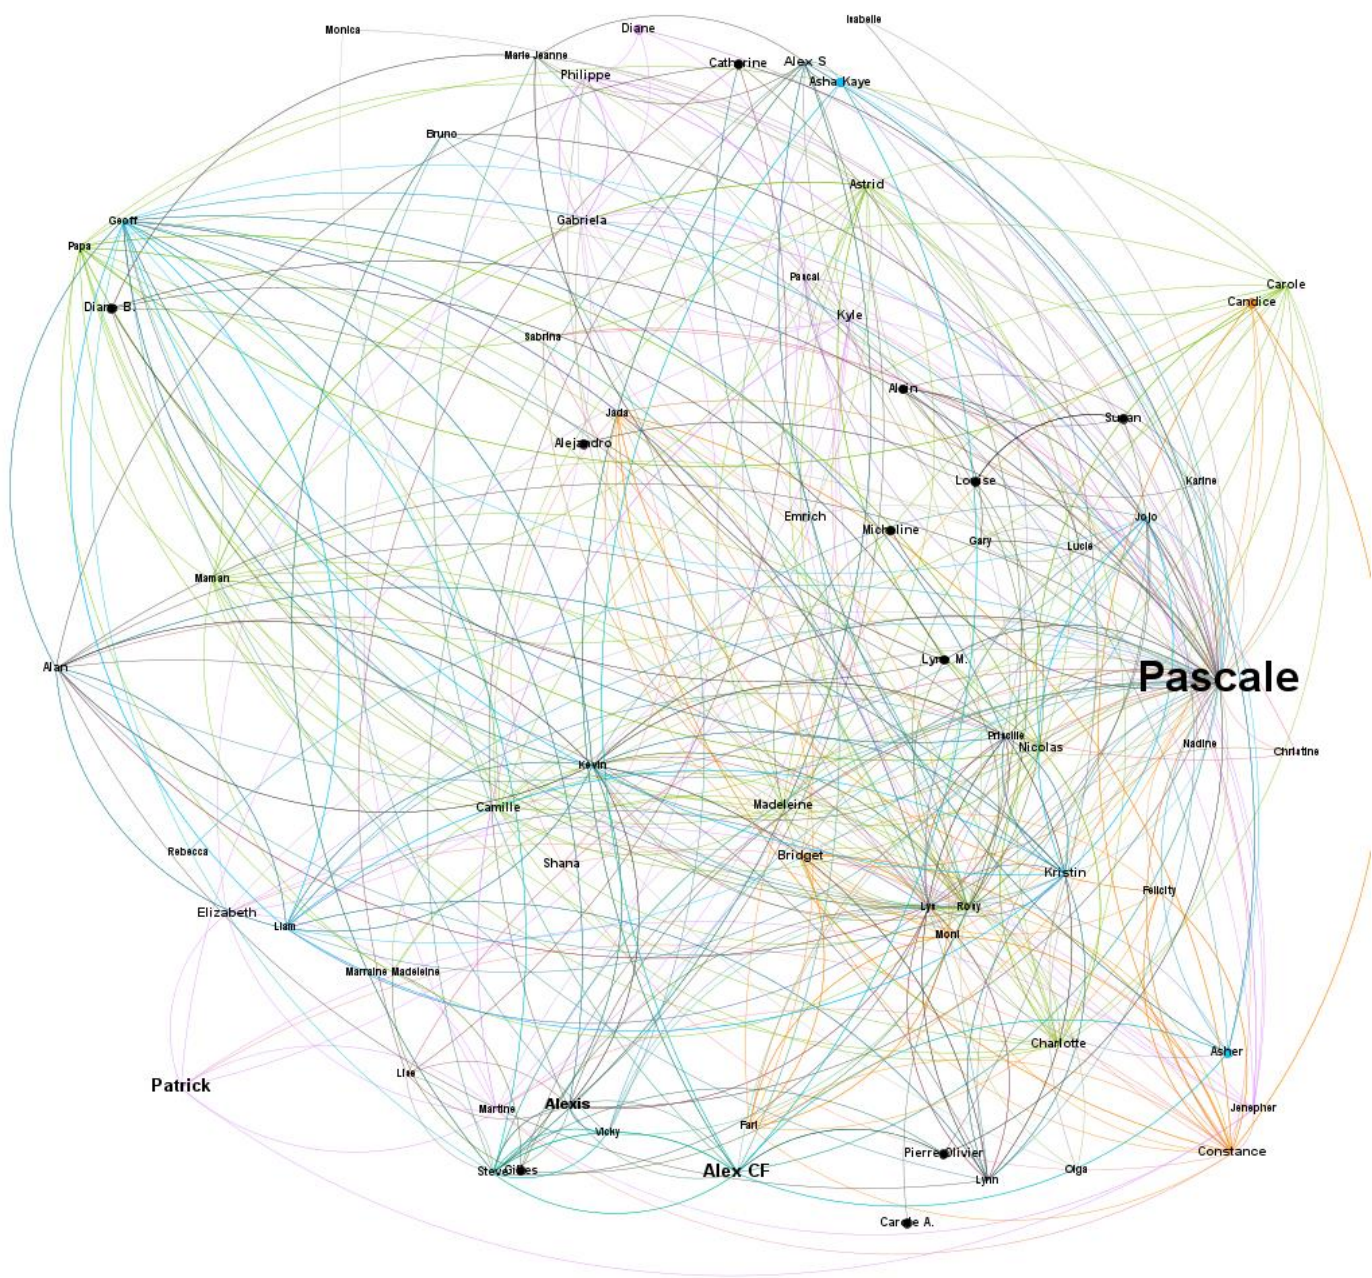 Isabelle
Monica
Diane
Marie Jeanne
Catherine
Alex S
Philippe
Asha Kaye
Bruno
Astrid
Geoff
Gabriela
Papa
Pascal
Carole
Candice
Diane B.
Kyle
Sabrina
Alain
Jada
Susan
Alejandro
Louise
Karine
Emrich
JoJo
Micheline
Gary
Lucie
Maman
Lyne M.
Alan
Pascale
Priscille
Nicolas
Nadine
Christine
Kevin
Camille
Madeleine
Rebecca
Bridget
Shana
Kristin
Felicity
Elizabeth
Lyn
Rony
Liam
Moni
Marraine Madeleine
Charlotte
Asher
Patrick
Line
Alexis
Martine
Jenepher
Farl
Vicky
Constance
Pierre Olivier
Steve
Gilles
Alex CF
Olga
Lynn
Carole A.